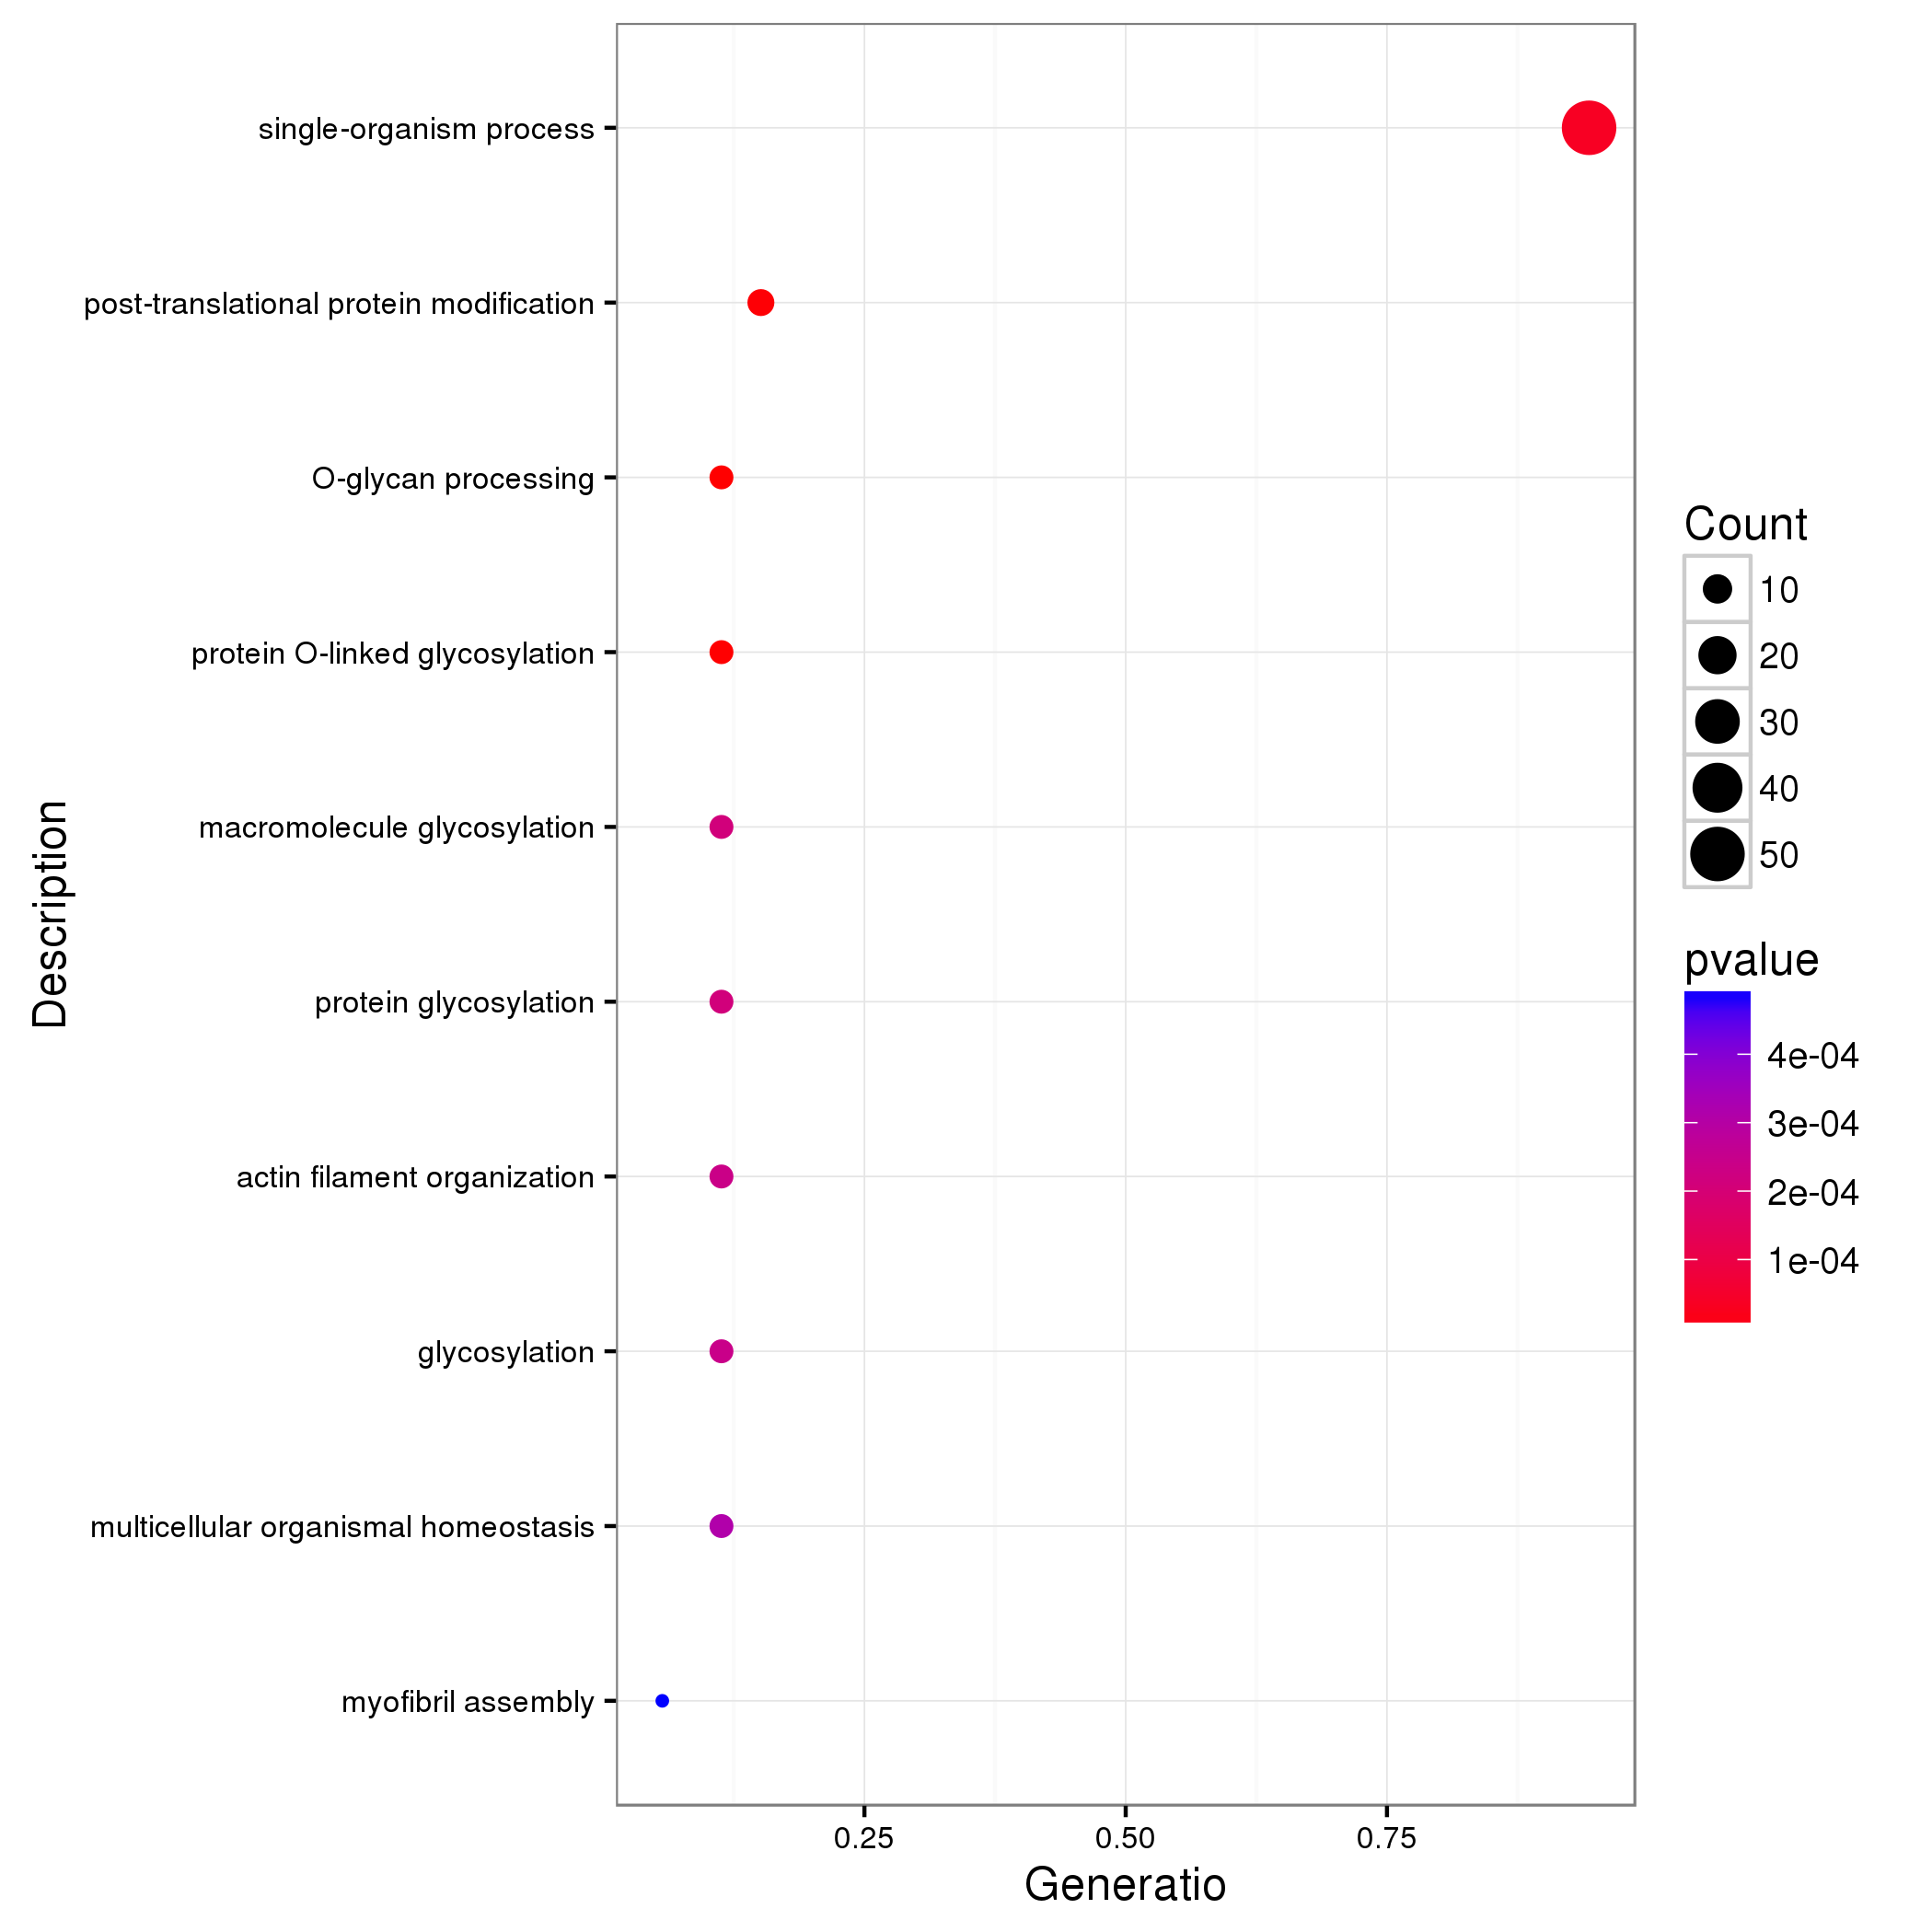 single-organism process
post-translational protein modification
O-glycan processing
protein O-linked glycosylation
macromolecule glycosylation
protein glycosylation
actin filament organization
glycosylation
multicellular organismal homeostasis
myofibril assembly
Description
0.25 0.50 0.75
Generatio
Count
10
20
30
40
50
pvalue
4e-04
3e-04
2e-04
1e-04